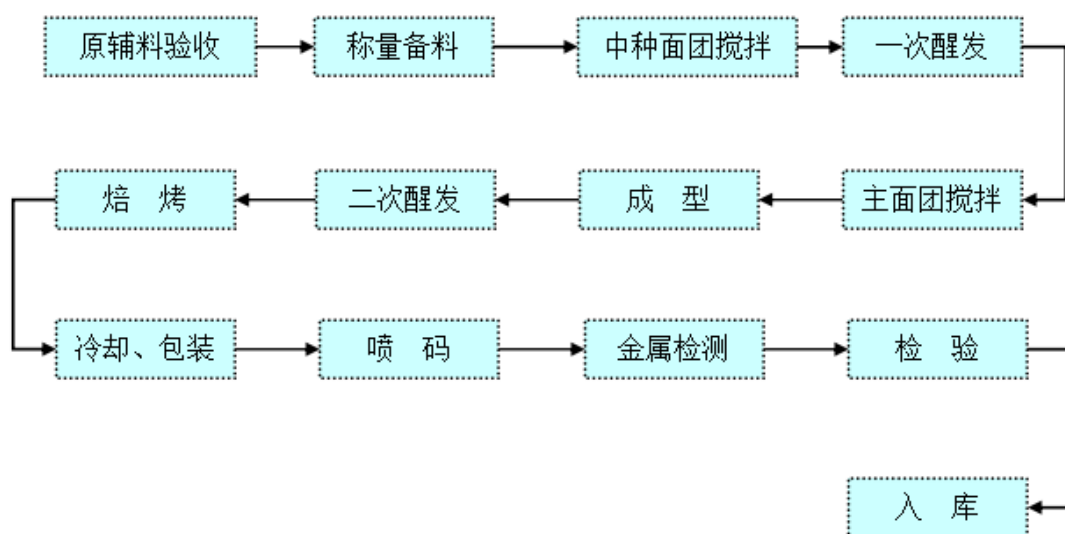 原辅料验收
称量备料
中种面团搅拌
一次醒发
主面团搅拌
成 型
二次醒发
焙 烤
冷却、包装
喷 码
金属检测
检 验
入 库